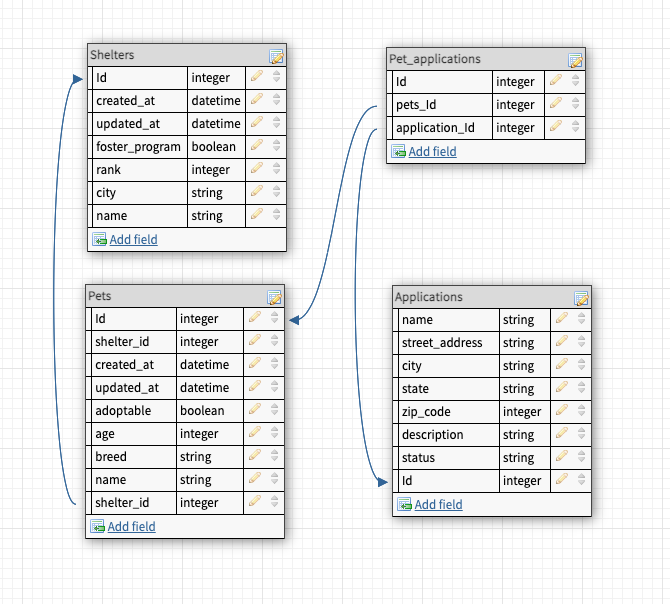 Shelters
Id integer
created_at datetime
updated_at datetime
foster_program boolean
rank integer
city string
name string
Add field
Pet_applications
Id integer
pets_Id integer
application_Id integer
Add field
Pets
Id integer
shelter_id integer
created_at datetime
updated_at datetime
adoptable boolean
age integer
breed string
name string
shelter_id integer
Add field
Applications
name string
street_address string
city string
state string
zip_code integer
description string
status string
Id integer
Add field